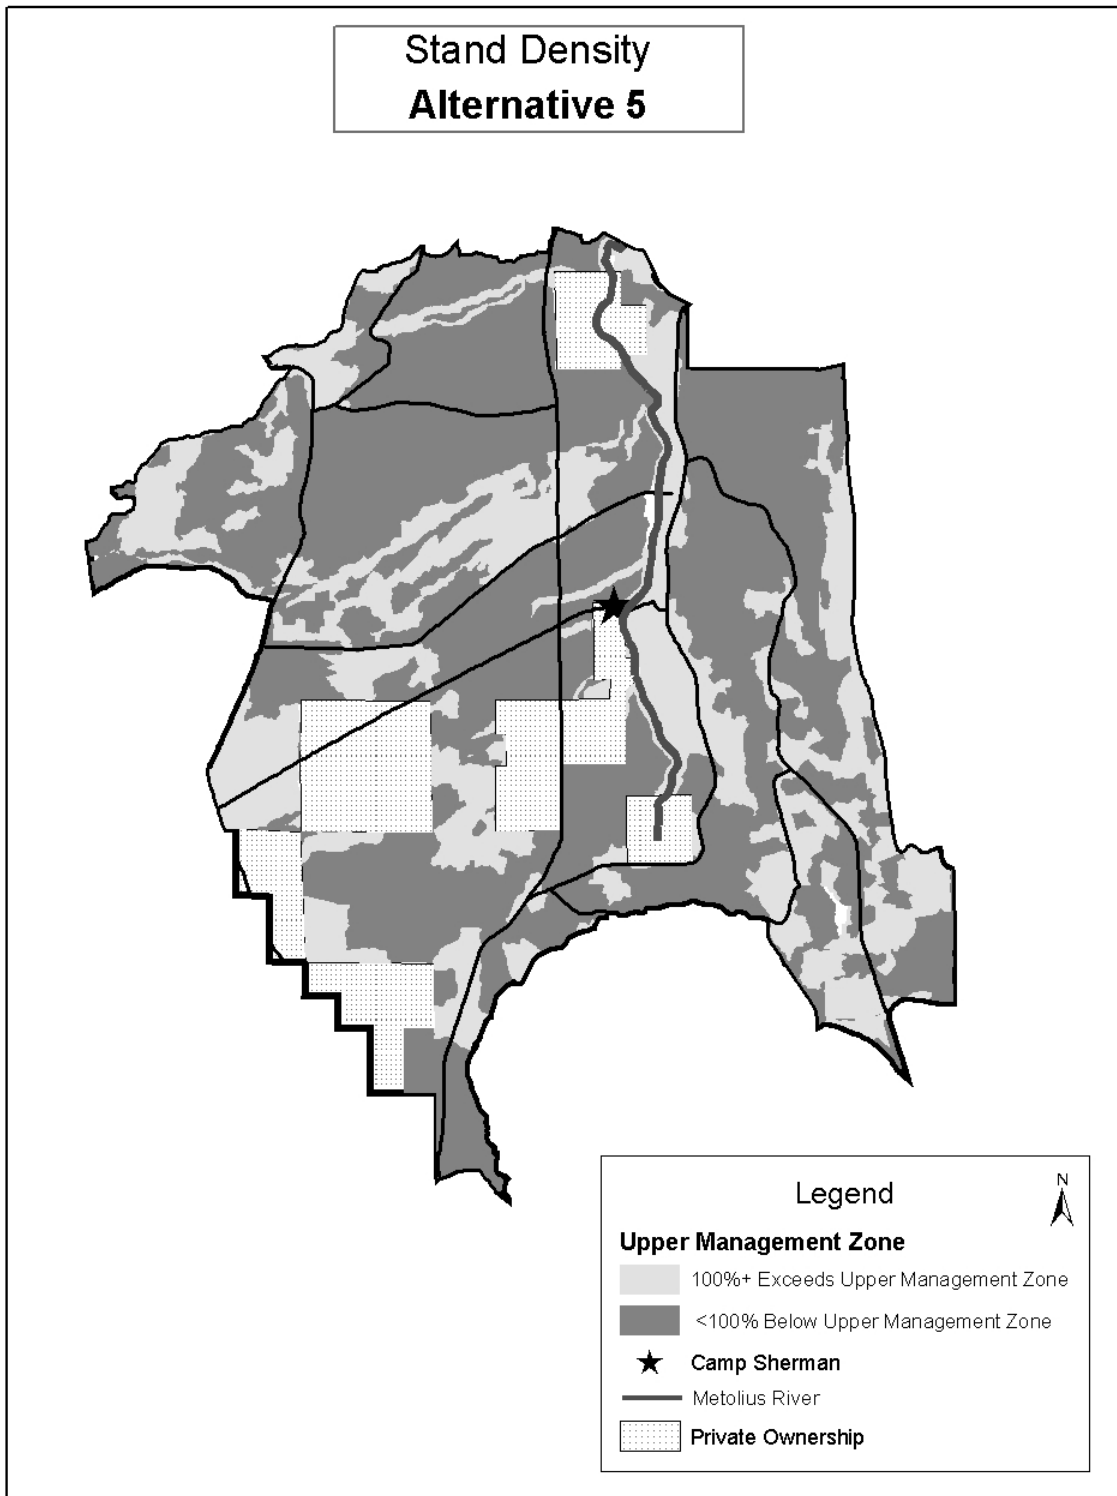 Stand Density
Alternative 5
Legend
N
Upper Management Zone
100%+ Exceeds Upper Management Zone
<100% Below Upper Management Zone
Camp Sherman
Metolius River
Private Ownership